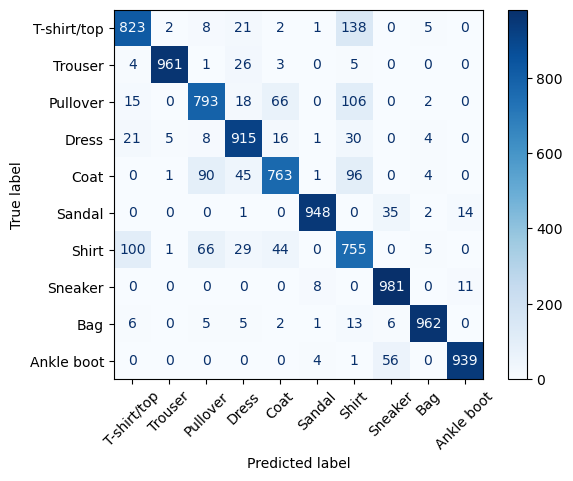 T-shirt/top 823 2 8 21 2 1 138 0 5 0
Trouser 4 961 1 26 3 0 5 0 0 0
Pullover 15 0 793 18 66 0 106 0 2 0
Dress 21 5 8 915 16 1 30 0 4 0
Coat 0 1 90 45 763 1 96 0 4 0
Sandal 0 0 0 1 0 948 0 35 2 14
Shirt 100 1 66 29 44 0 755 0 5 0
Sneaker 0 0 0 0 0 8 0 981 0 11
Bag 6 0 5 5 2 1 13 6 962 0
Ankle boot 0 0 0 0 0 4 1 56 0 939
T-shirt/top Trouser Pullover Dress Coat Sandal Shirt Sneaker Bag Ankle boot
Predicted label
True label
800
600
400
200
0